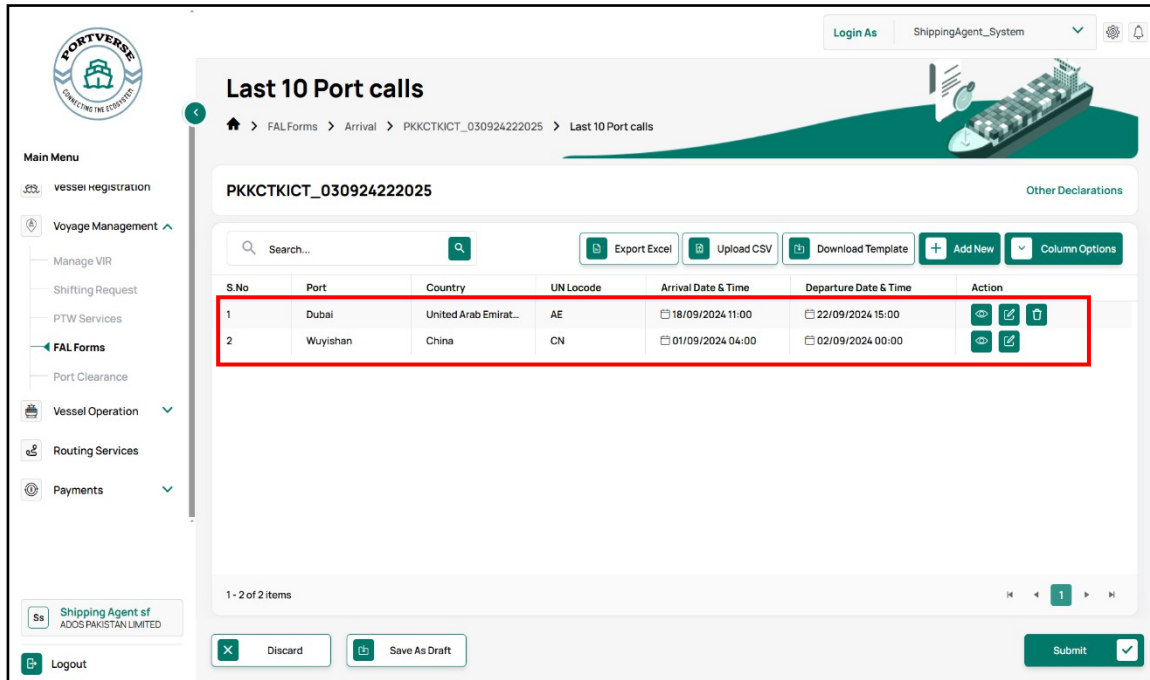 PORTVERSE
CONNECTING THE ECOSYSTEM
Login As ShippingAgent_System
Last 10 Port calls
FAL Forms > Arrival > PKKCTKICT_030924222025 > Last 10 Port calls
Main Menu
Vessel Registration
Voyage Management
Manage VIR
Shifting Request
PTW Services
FAL Forms
Port Clearance
Vessel Operation
Routing Services
Payments
Ss Shipping Agent sf
ADOS PAKISTAN LIMITED
Logout
PKKCTKICT_030924222025 Other Declarations
Search... Export Excel Upload CSV Download Template Add New Column Options
S.No Port Country UN Locode Arrival Date & Time Departure Date & Time Action
1 Dubai United Arab Emirat... AE 18/09/2024 11:00 22/09/2024 15:00
2 Wuyishan China CN 01/09/2024 04:00 02/09/2024 00:00
1 - 2 of 2 items 1
Discard Save As Draft Submit